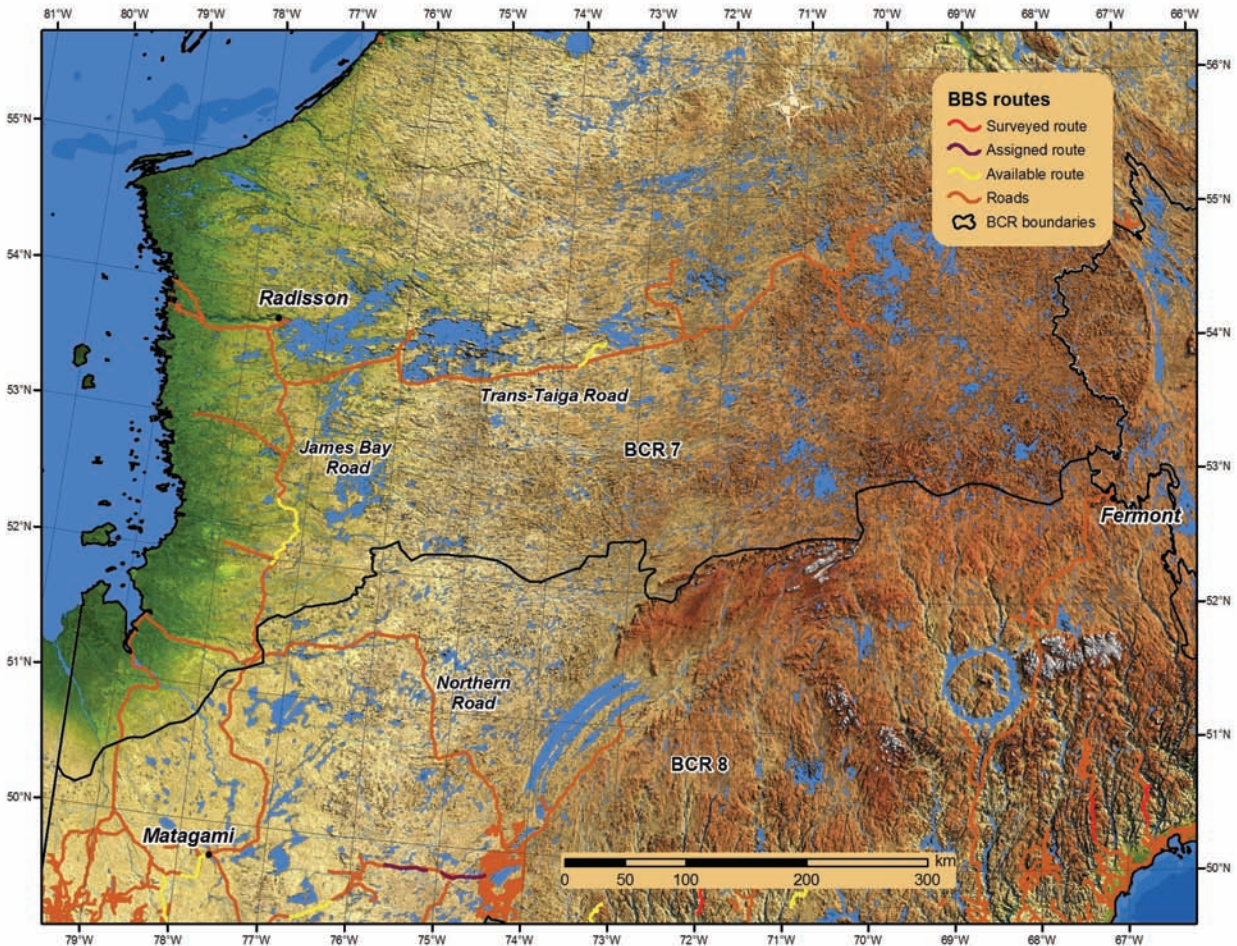 81°W 80°W 79°W 78°W 77°W 76°W 75°W 74°W 73°W 72°W 71°W 70°W 69°W 68°W 67°W 66°W
56°N
BBS routes
Surveyed route
Assigned route
Available route
Roads
BCR boundaries
55°N
55°N
54°N
Radisson
54°N
53°N
Trans-Taiga Road
James Bay
Road
BCR 7
53°N
Fermont
52°N
52°N
51°N
Northern
Road
51°N
BCR 8
50°N
Matagami
km
50°N
0 50 100 200 300
79°W 78°W 77°W 76°W 75°W 74°W 73°W 72°W 71°W 70°W 69°W 68°W 67°W